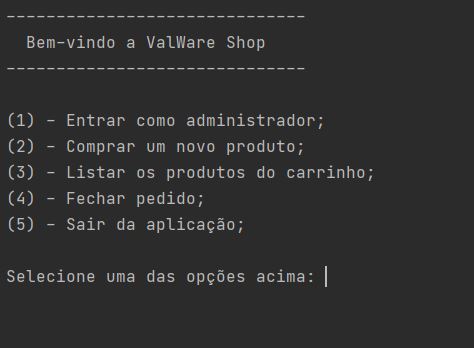 ------------------------------
Bem-vindo a ValWare Shop
------------------------------
(1) - Entrar como administrador;
(2) - Comprar um novo produto;
(3) - Listar os produtos do carrinho;
(4) - Fechar pedido;
(5) - Sair da aplicação;
Selecione uma das opções acima: